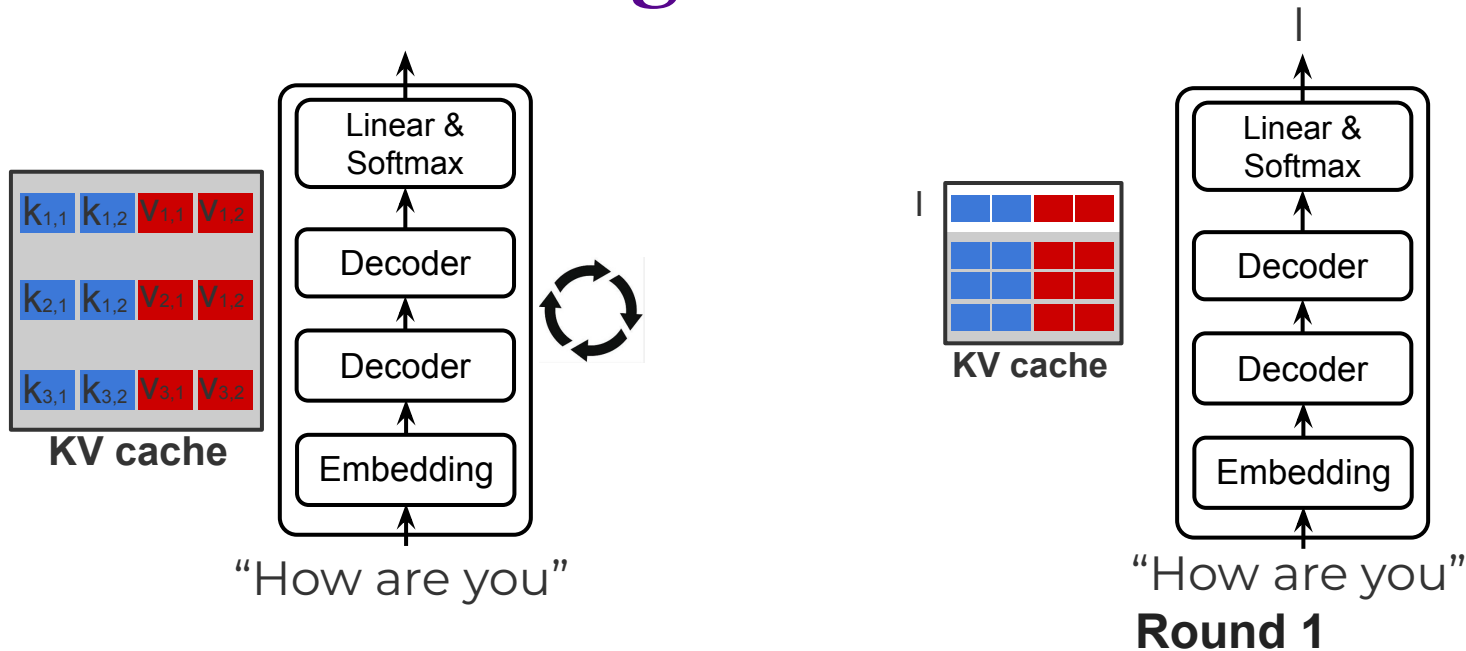 Linear &
Softmax
k1,1 k1,2 v1,1 v1,2
Decoder
k2,1 k1,2 v2,1 v1,2
Decoder
k3,1 k3,2 v3,1 v3,2
KV cache
Embedding
“How are you”
I
Linear &
Softmax
I
Decoder
Decoder
KV cache
Embedding
“How are you”
Round 1